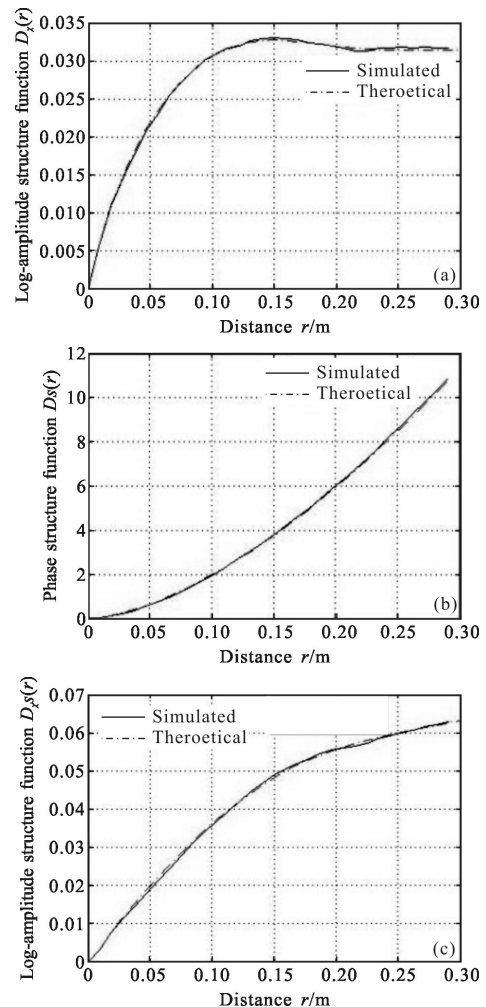 Log-amplitude structure function Dx(r)
0.035
0.030
0.025
0.020
0.015
0.010
0.005
0
Simulated
Theroetical
(a)
0 0.05 0.10 0.15 0.20 0.25 0.30
Distance r/m
Phase structure function Ds(r)
12
10
8
6
4
2
0
Simulated
Theroetical
(b)
0 0.05 0.10 0.15 0.20 0.25 0.30
Distance r/m
Log-amplitude structure function Dxs(r)
0.07
0.06
0.05
0.04
0.03
0.02
0.01
0
Simulated
Theroetical
(c)
0 0.05 0.10 0.15 0.20 0.25 0.30
Distance r/m